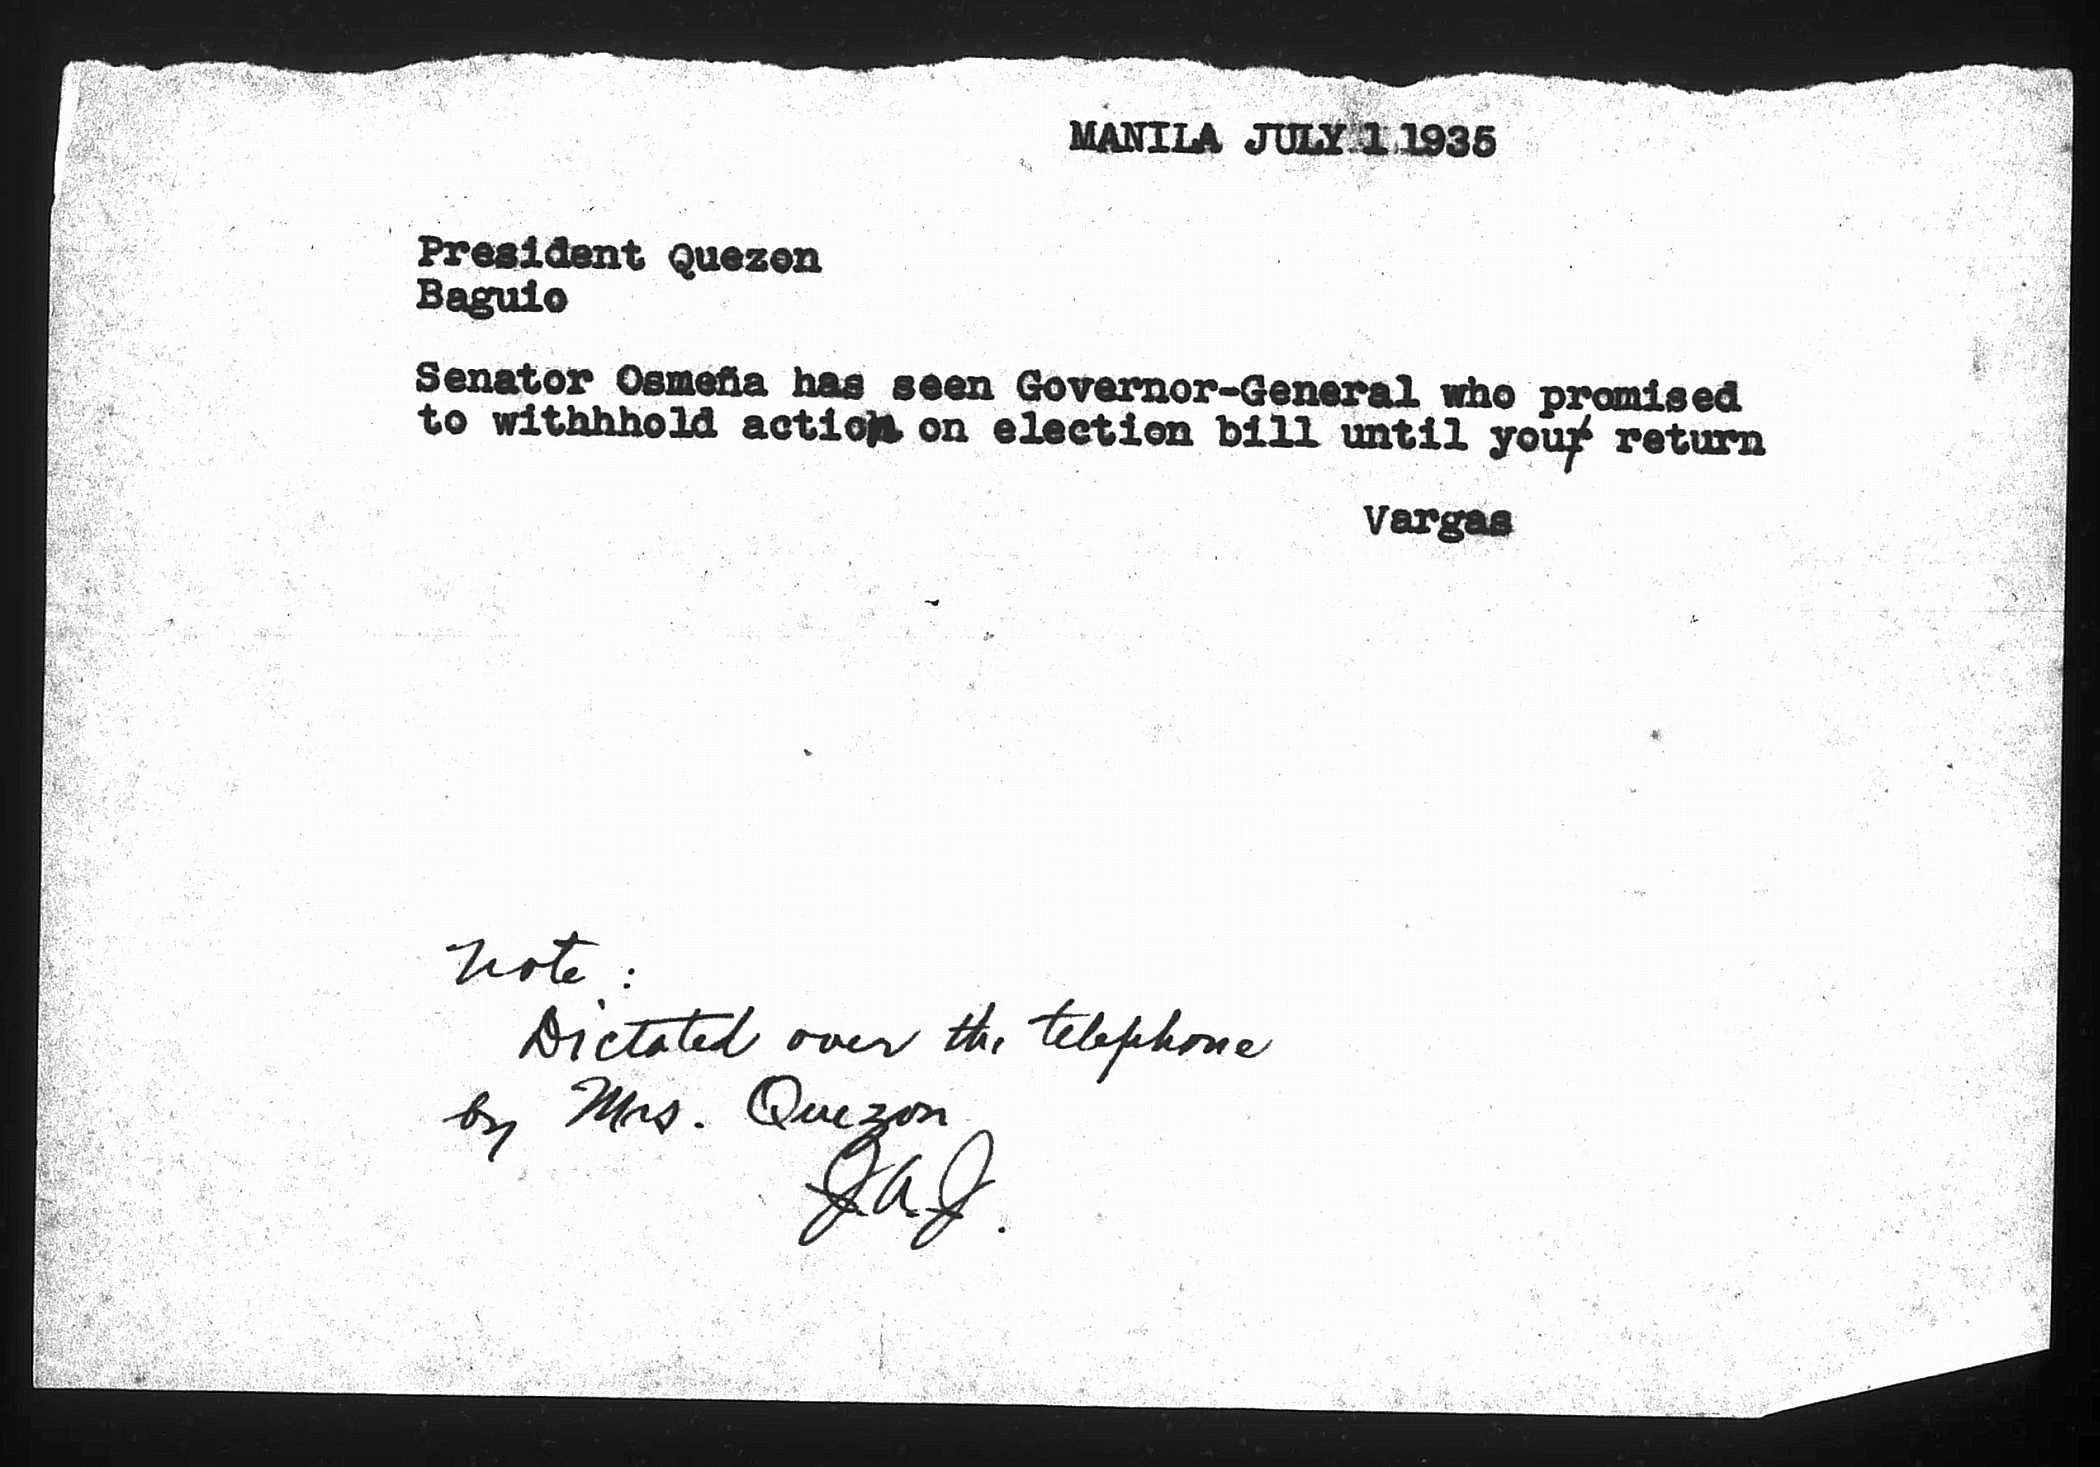 MANILA JULY 1 1935
President Quezon
Baguio
Senator Osmeña has seen Governor-General who promised
to withhhold action on election bill until your return
Vargas
Note:
Dictated over the telephone
by Mrs. Quezon
J.A.J.